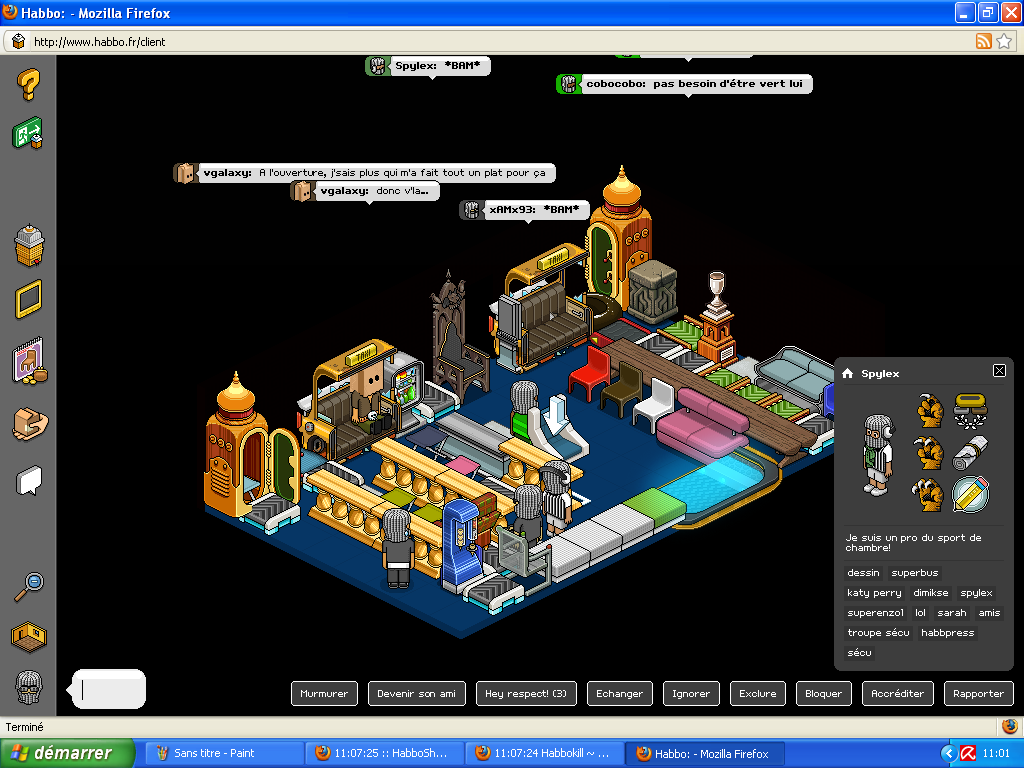 Habbo: - Mozilla Firefox
http://www.habbo.fr/client
Spylex: *BAM*
cobocobo: pas besoin d'étre vert lui
vgalaxy: A l'ouverture, j'sais plus qui m'a fait tout un plat pour ça
vgalaxy: donc v'la...
xAMx93: *BAM*
TAXI
TAXI
Spylex
Je suis un pro du sport de
chambre!
dessin superbus
katy perry dimikse spylex
superenzo1 lol sarah amis
troupe sécu habbpress
sécu
Murmurer Devenir son ami Hey respect! (3) Echanger Ignorer Exclure Bloquer Accréditer Rapporter
Terminé
démarrer Sans titre - Paint 11:07:25 :: HabboSh... 11:07:24 Habbokill ~ ... Habbo: - Mozilla Firefox 11:01